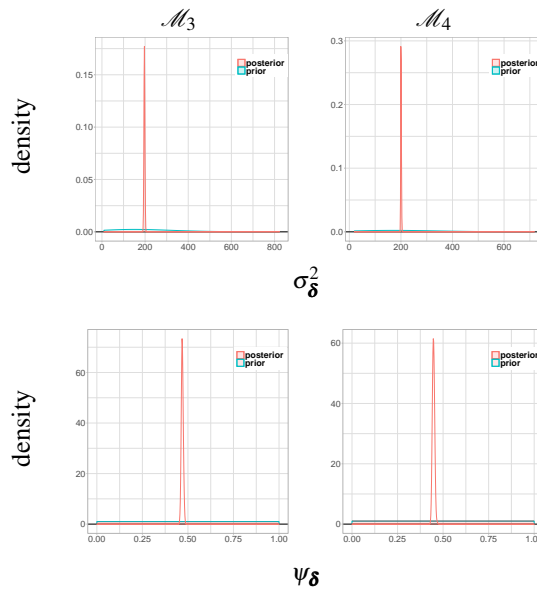 ℳ3 ℳ4
0.3
0.15
0.10
0.05
0.00
posterior
prior
0 200 400 600 800
0.2
0.1
0.0
posterior
prior
0 200 400 600
density
σ²δ
60
40
20
0
posterior
prior
0.00 0.25 0.50 0.75 1.00
60
40
20
0
posterior
prior
0.00 0.25 0.50 0.75 1.0
density
ψδ